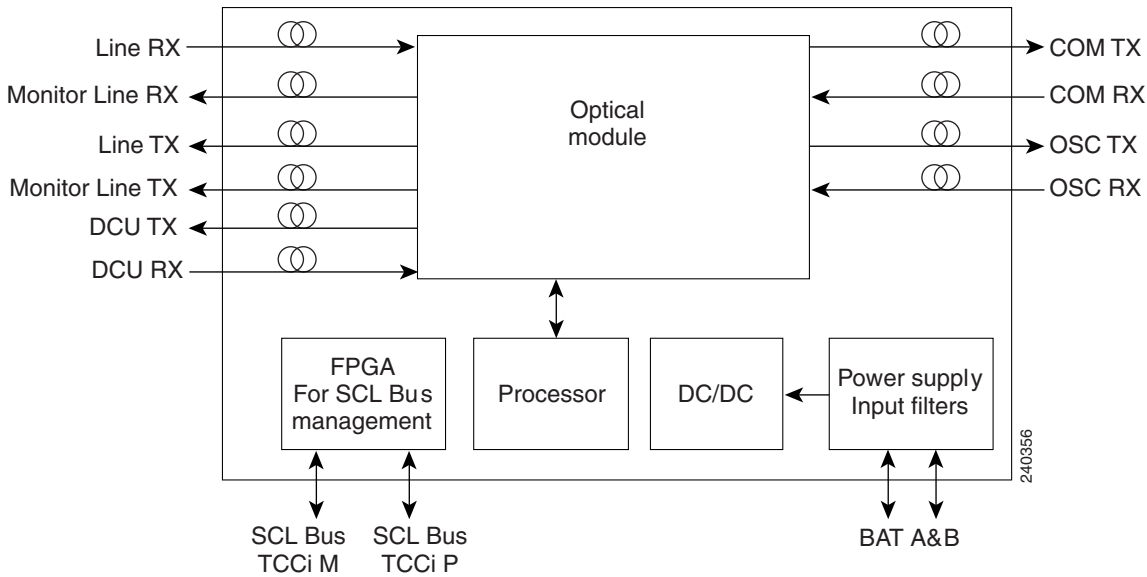 Line RX
COM TX
Monitor Line RX
COM RX
Optical
module
Line TX
OSC TX
Monitor Line TX
OSC RX
DCU TX
DCU RX
FPGA
For SCL Bus
management
Processor
DC/DC
Power supply
Input filters
240356
SCL Bus
TCCi M
SCL Bus
TCCi P
BAT A&B